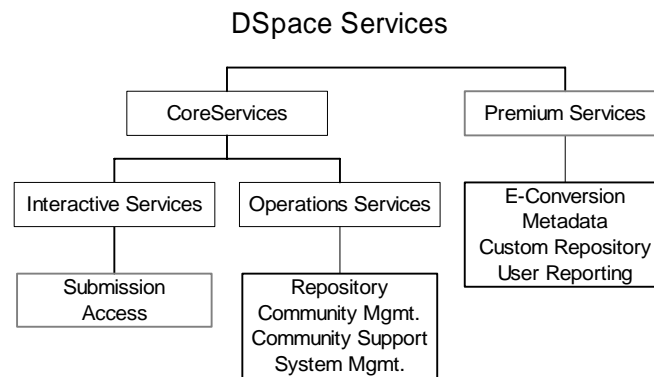 DSpace Services
CoreServices
Premium Services
Interactive Services
Operations Services
E-Conversion
Metadata
Custom Repository
User Reporting
Submission
Access
Repository
Community Mgmt.
Community Support
System Mgmt.